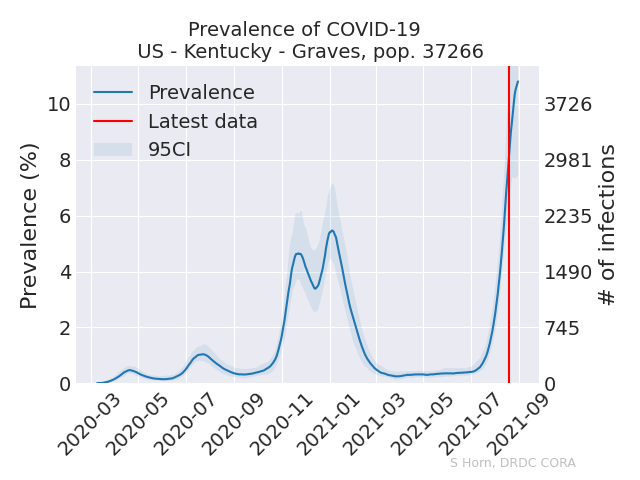 Prevalence of COVID-19
US - Kentucky - Graves, pop. 37266
Prevalence
Latest data
95CI
Prevalence (%)
10
8
6
4
2
0
# of infections
3726
2981
2235
1490
745
0
2020-03
2020-05
2020-07
2020-09
2020-11
2021-01
2021-03
2021-05
2021-07
2021-09
S Horn, DRDC CORA